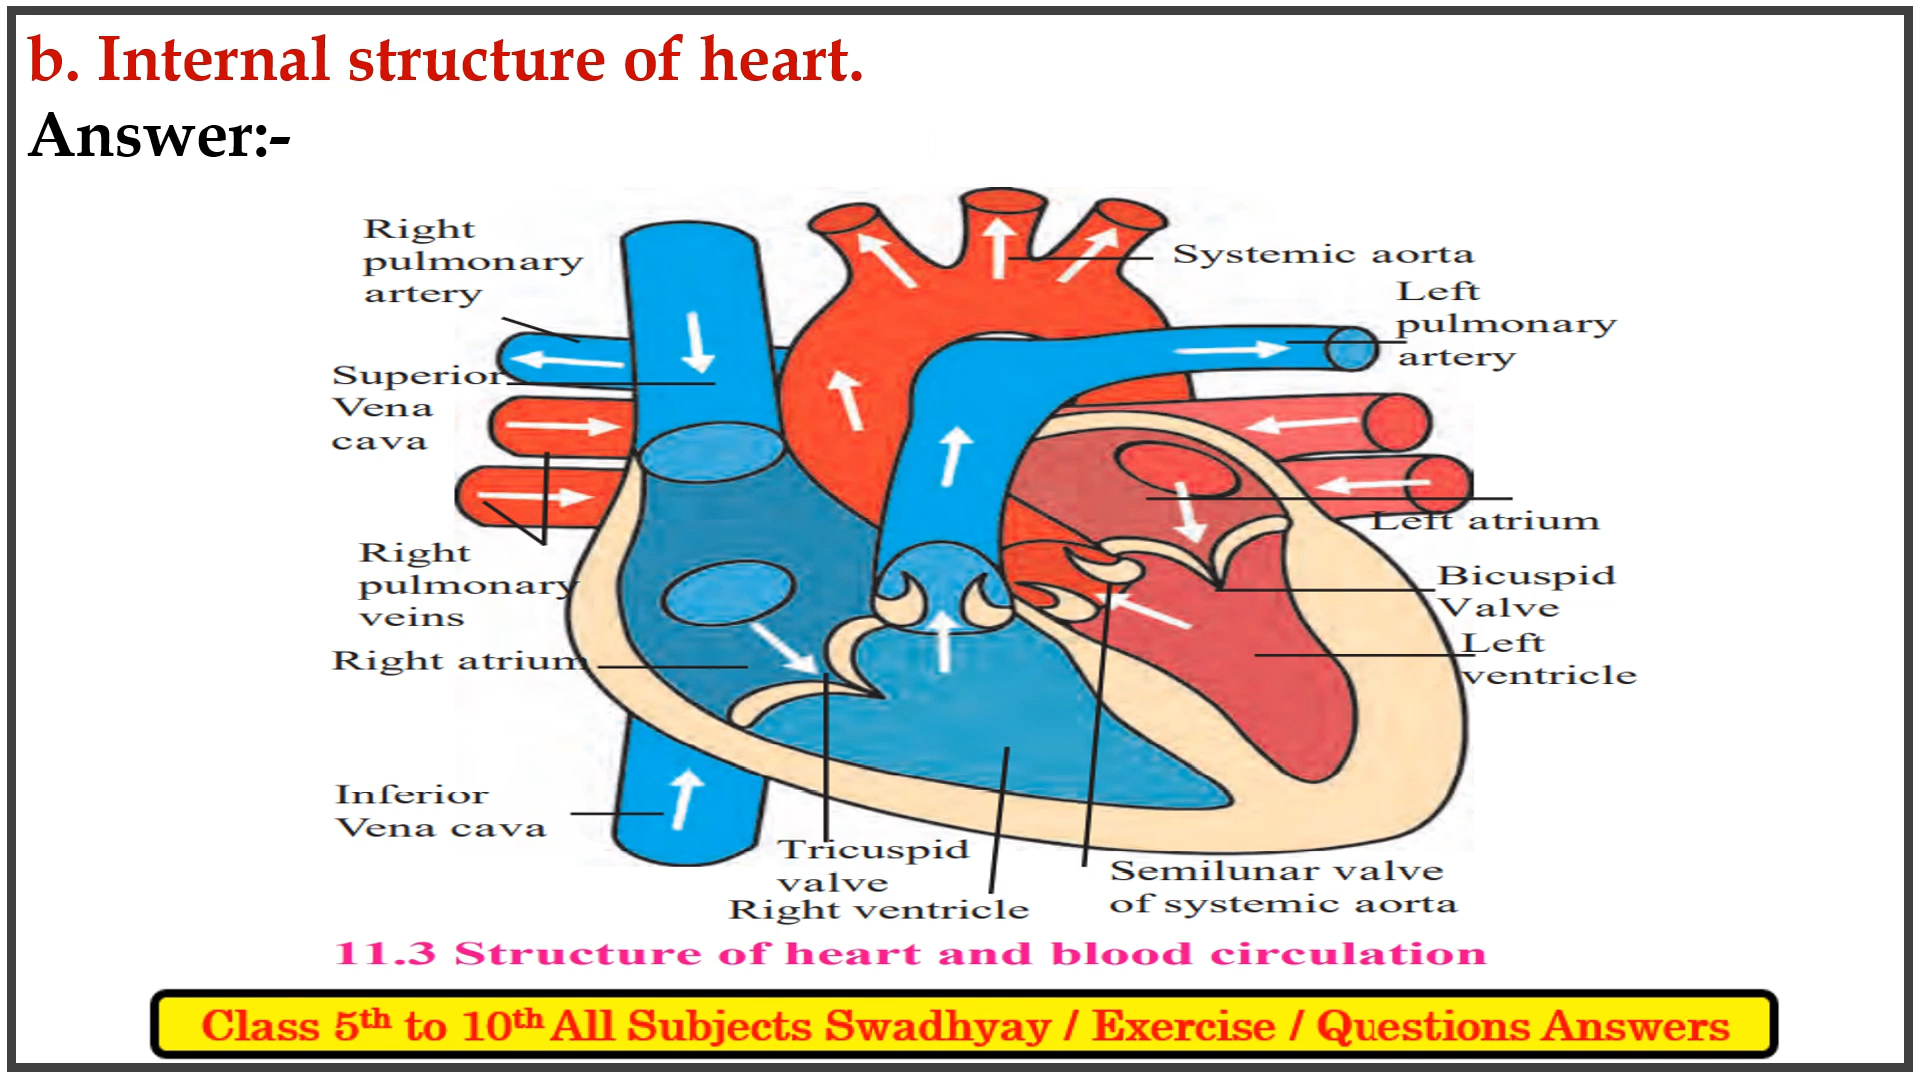 b. Internal structure of heart.
Answer:-
Right
pulmonary
artery
Superior
Vena
cava
Right
pulmonary
veins
Right atrium
Inferior
Vena cava
Systemic aorta
Left
pulmonary
artery
Left atrium
Bicuspid
Valve
Left
ventricle
Tricuspid
valve
Right ventricle
Semilunar valve
of systemic aorta
11.3 Structure of heart and blood circulation
Class 5th to 10th All Subjects Swadhyay / Exercise / Questions Answers